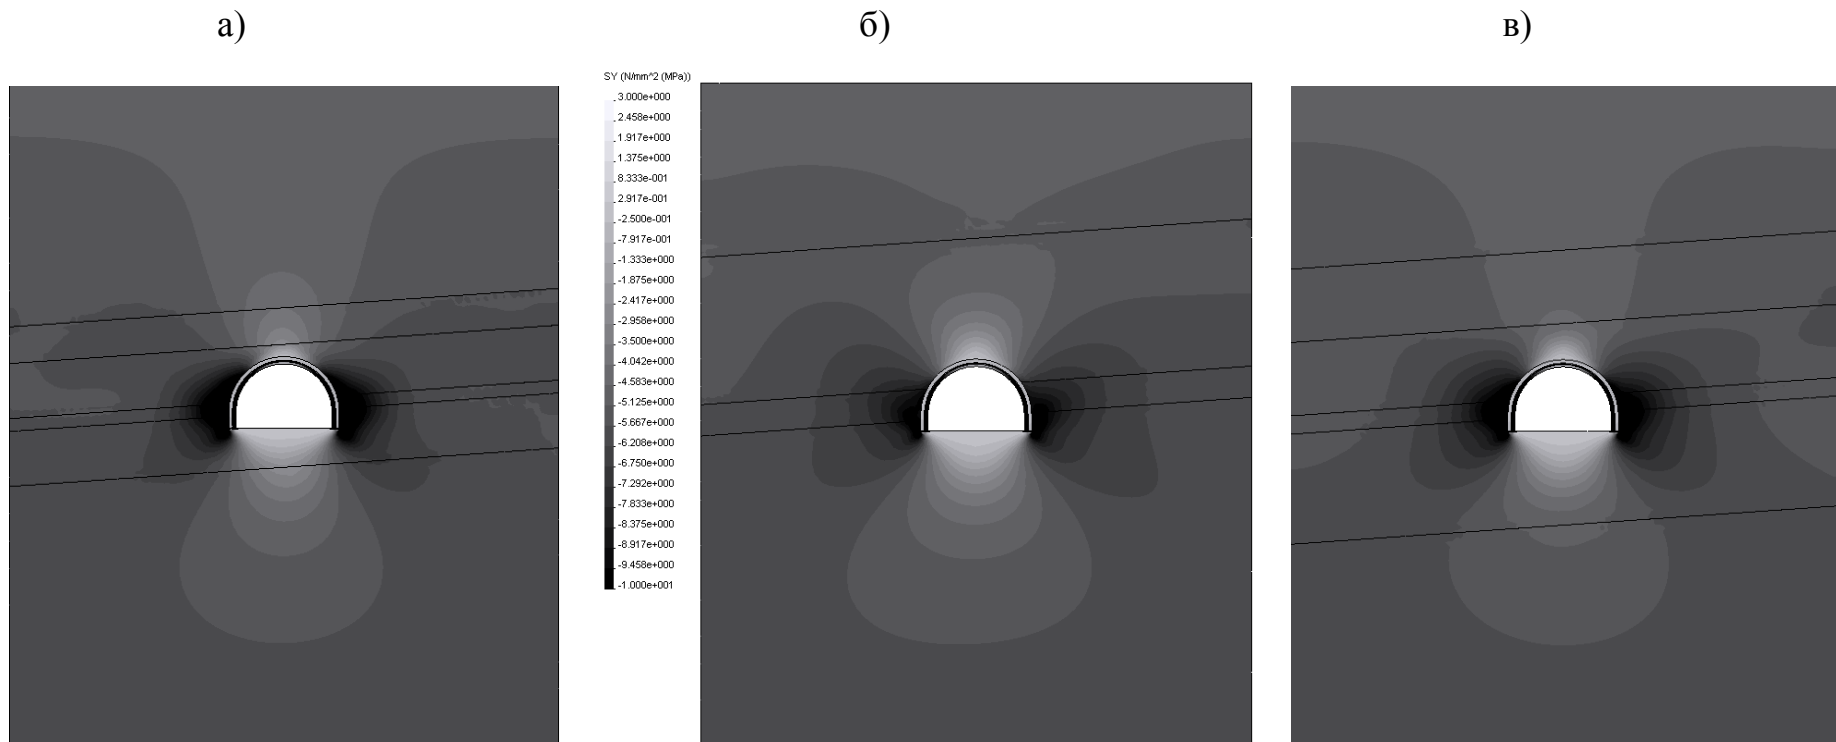 а)
б)
в)
SY (N/mm^2 (MPa))
3.000e+000
2.458e+000
1.917e+000
1.375e+000
8.333e-001
2.917e-001
-2.500e-001
-7.917e-001
-1.333e+000
-1.875e+000
-2.417e+000
-2.958e+000
-3.500e+000
-4.042e+000
-4.583e+000
-5.125e+000
-5.667e+000
-6.208e+000
-6.750e+000
-7.292e+000
-7.833e+000
-8.375e+000
-8.917e+000
-9.458e+000
-1.000e+001